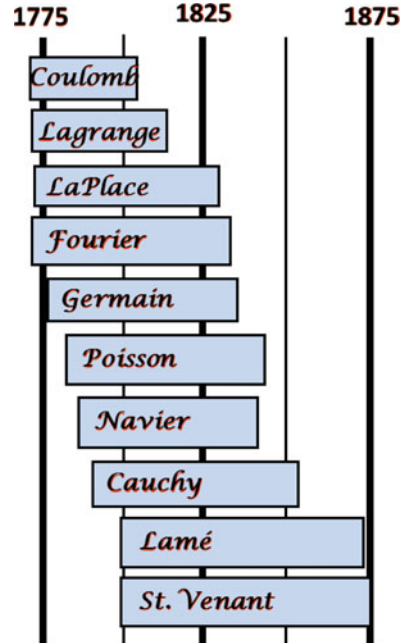 1775 1825 1875
Coulomb
Lagrange
LaPlace
Fourier
Germain
Poisson
Navier
Cauchy
Lamé
St. Venant